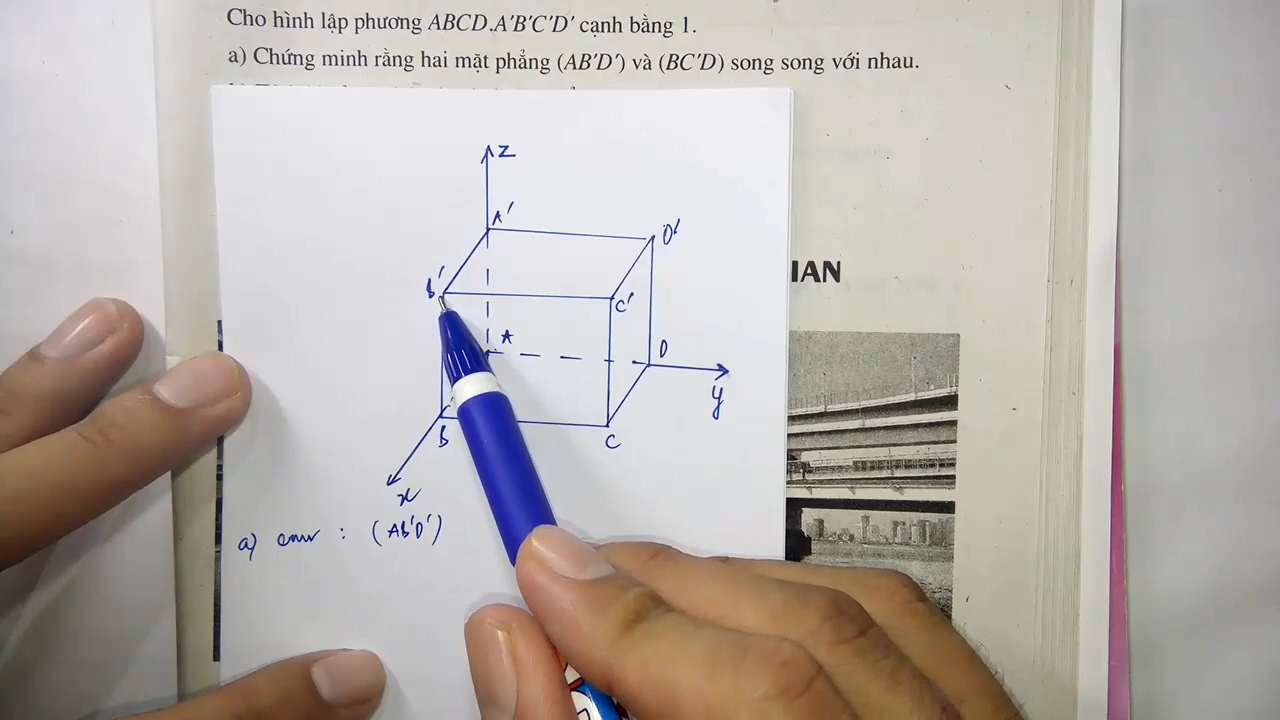 Cho hình lập phương ABCD.A'B'C'D' cạnh bằng 1.
a) Chứng minh rằng hai mặt phẳng (AB'D') và (BC'D) song song với nhau.
z
A'
D'
B'
C'
IAN
A
D
y
B
C
x
a) cmr : (AB'D')